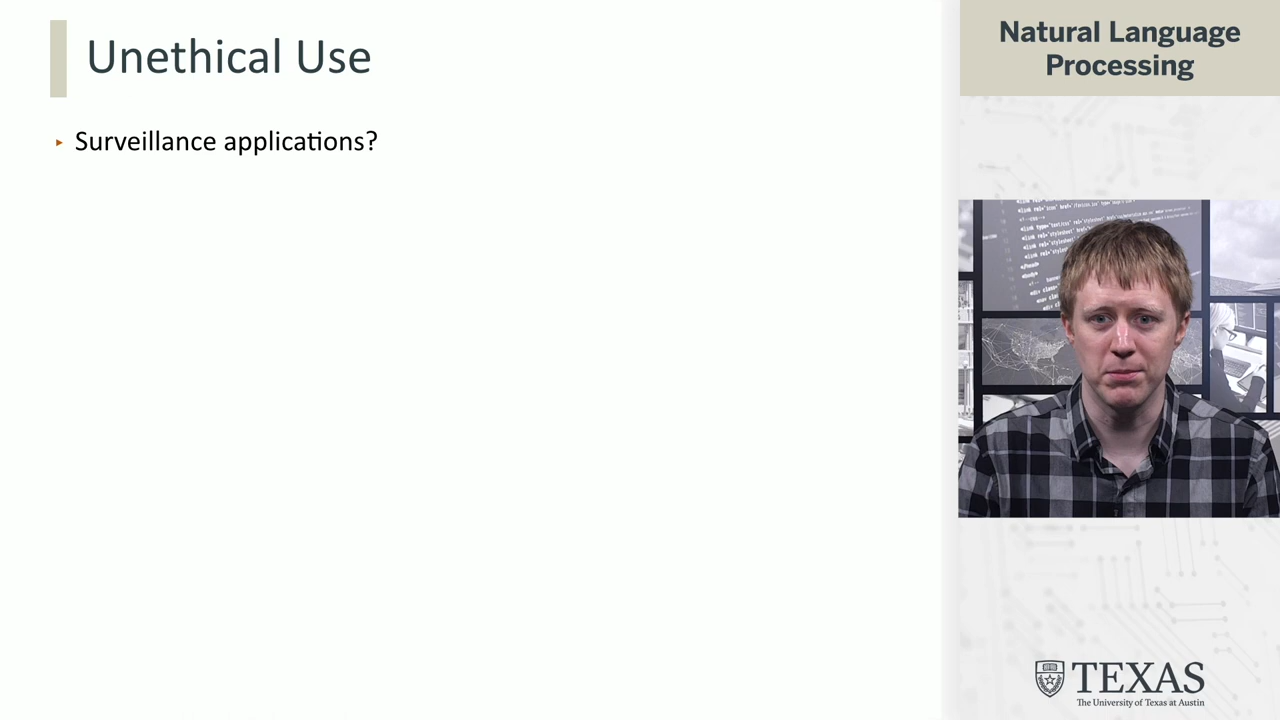 Unethical Use
▸ Surveillance applications?
Natural Language
Processing
TEXAS
The University of Texas at Austin